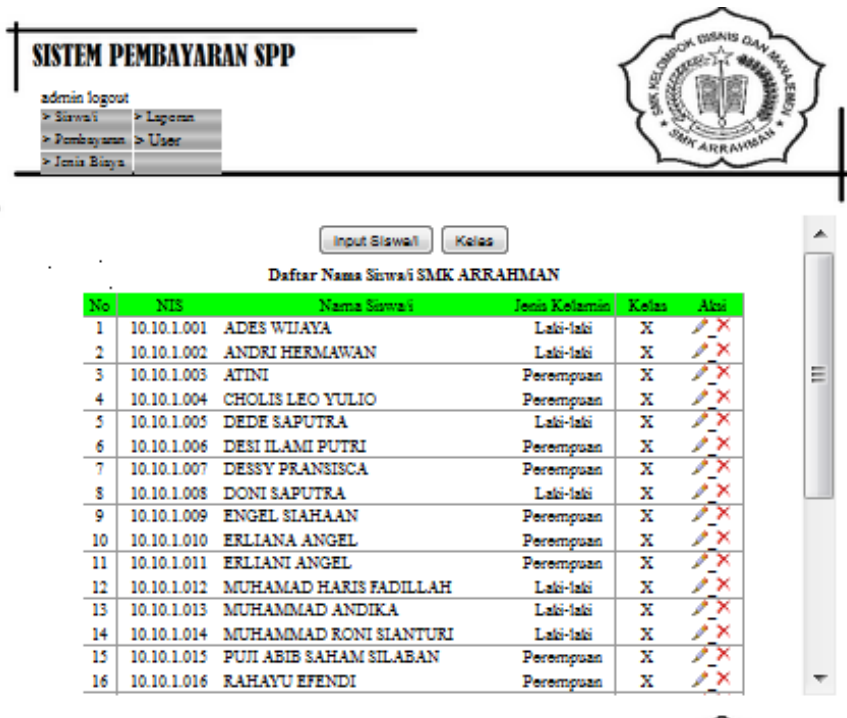 SISTEM PEMBAYARAN SPP
SMK KELOMPOK BISNIS DAN MANAJEMEN
* SMK ARRAHMAN *
admin logout
> Siswa/i > Laporan
> Pembayaran > User
> Jenis Biaya
Input Siswa/i Kelas
Daftar Nama Siswa/i SMK ARRAHMAN
No NIS Nama Siswa/i Jenis Kelamin Kelas Aksi
1 10.10.1.001 ADES WIJAYA Laki-laki X
2 10.10.1.002 ANDRI HERMAWAN Laki-laki X
3 10.10.1.003 ATINI Perempuan X
4 10.10.1.004 CHOLIS LEO YULIO Perempuan X
5 10.10.1.005 DEDE SAPUTRA Laki-laki X
6 10.10.1.006 DESI ILAMI PUTRI Perempuan X
7 10.10.1.007 DESSY PRANSISCA Perempuan X
8 10.10.1.008 DONI SAPUTRA Laki-laki X
9 10.10.1.009 ENGEL SIAHAAN Perempuan X
10 10.10.1.010 ERLIANA ANGEL Perempuan X
11 10.10.1.011 ERLIANI ANGEL Perempuan X
12 10.10.1.012 MUHAMAD HARIS FADILLAH Laki-laki X
13 10.10.1.013 MUHAMMAD ANDIKA Laki-laki X
14 10.10.1.014 MUHAMMAD RONI SIANTURI Laki-laki X
15 10.10.1.015 PUJI ABIB SAHAM SILABAN Perempuan X
16 10.10.1.016 RAHAYU EFENDI Perempuan X